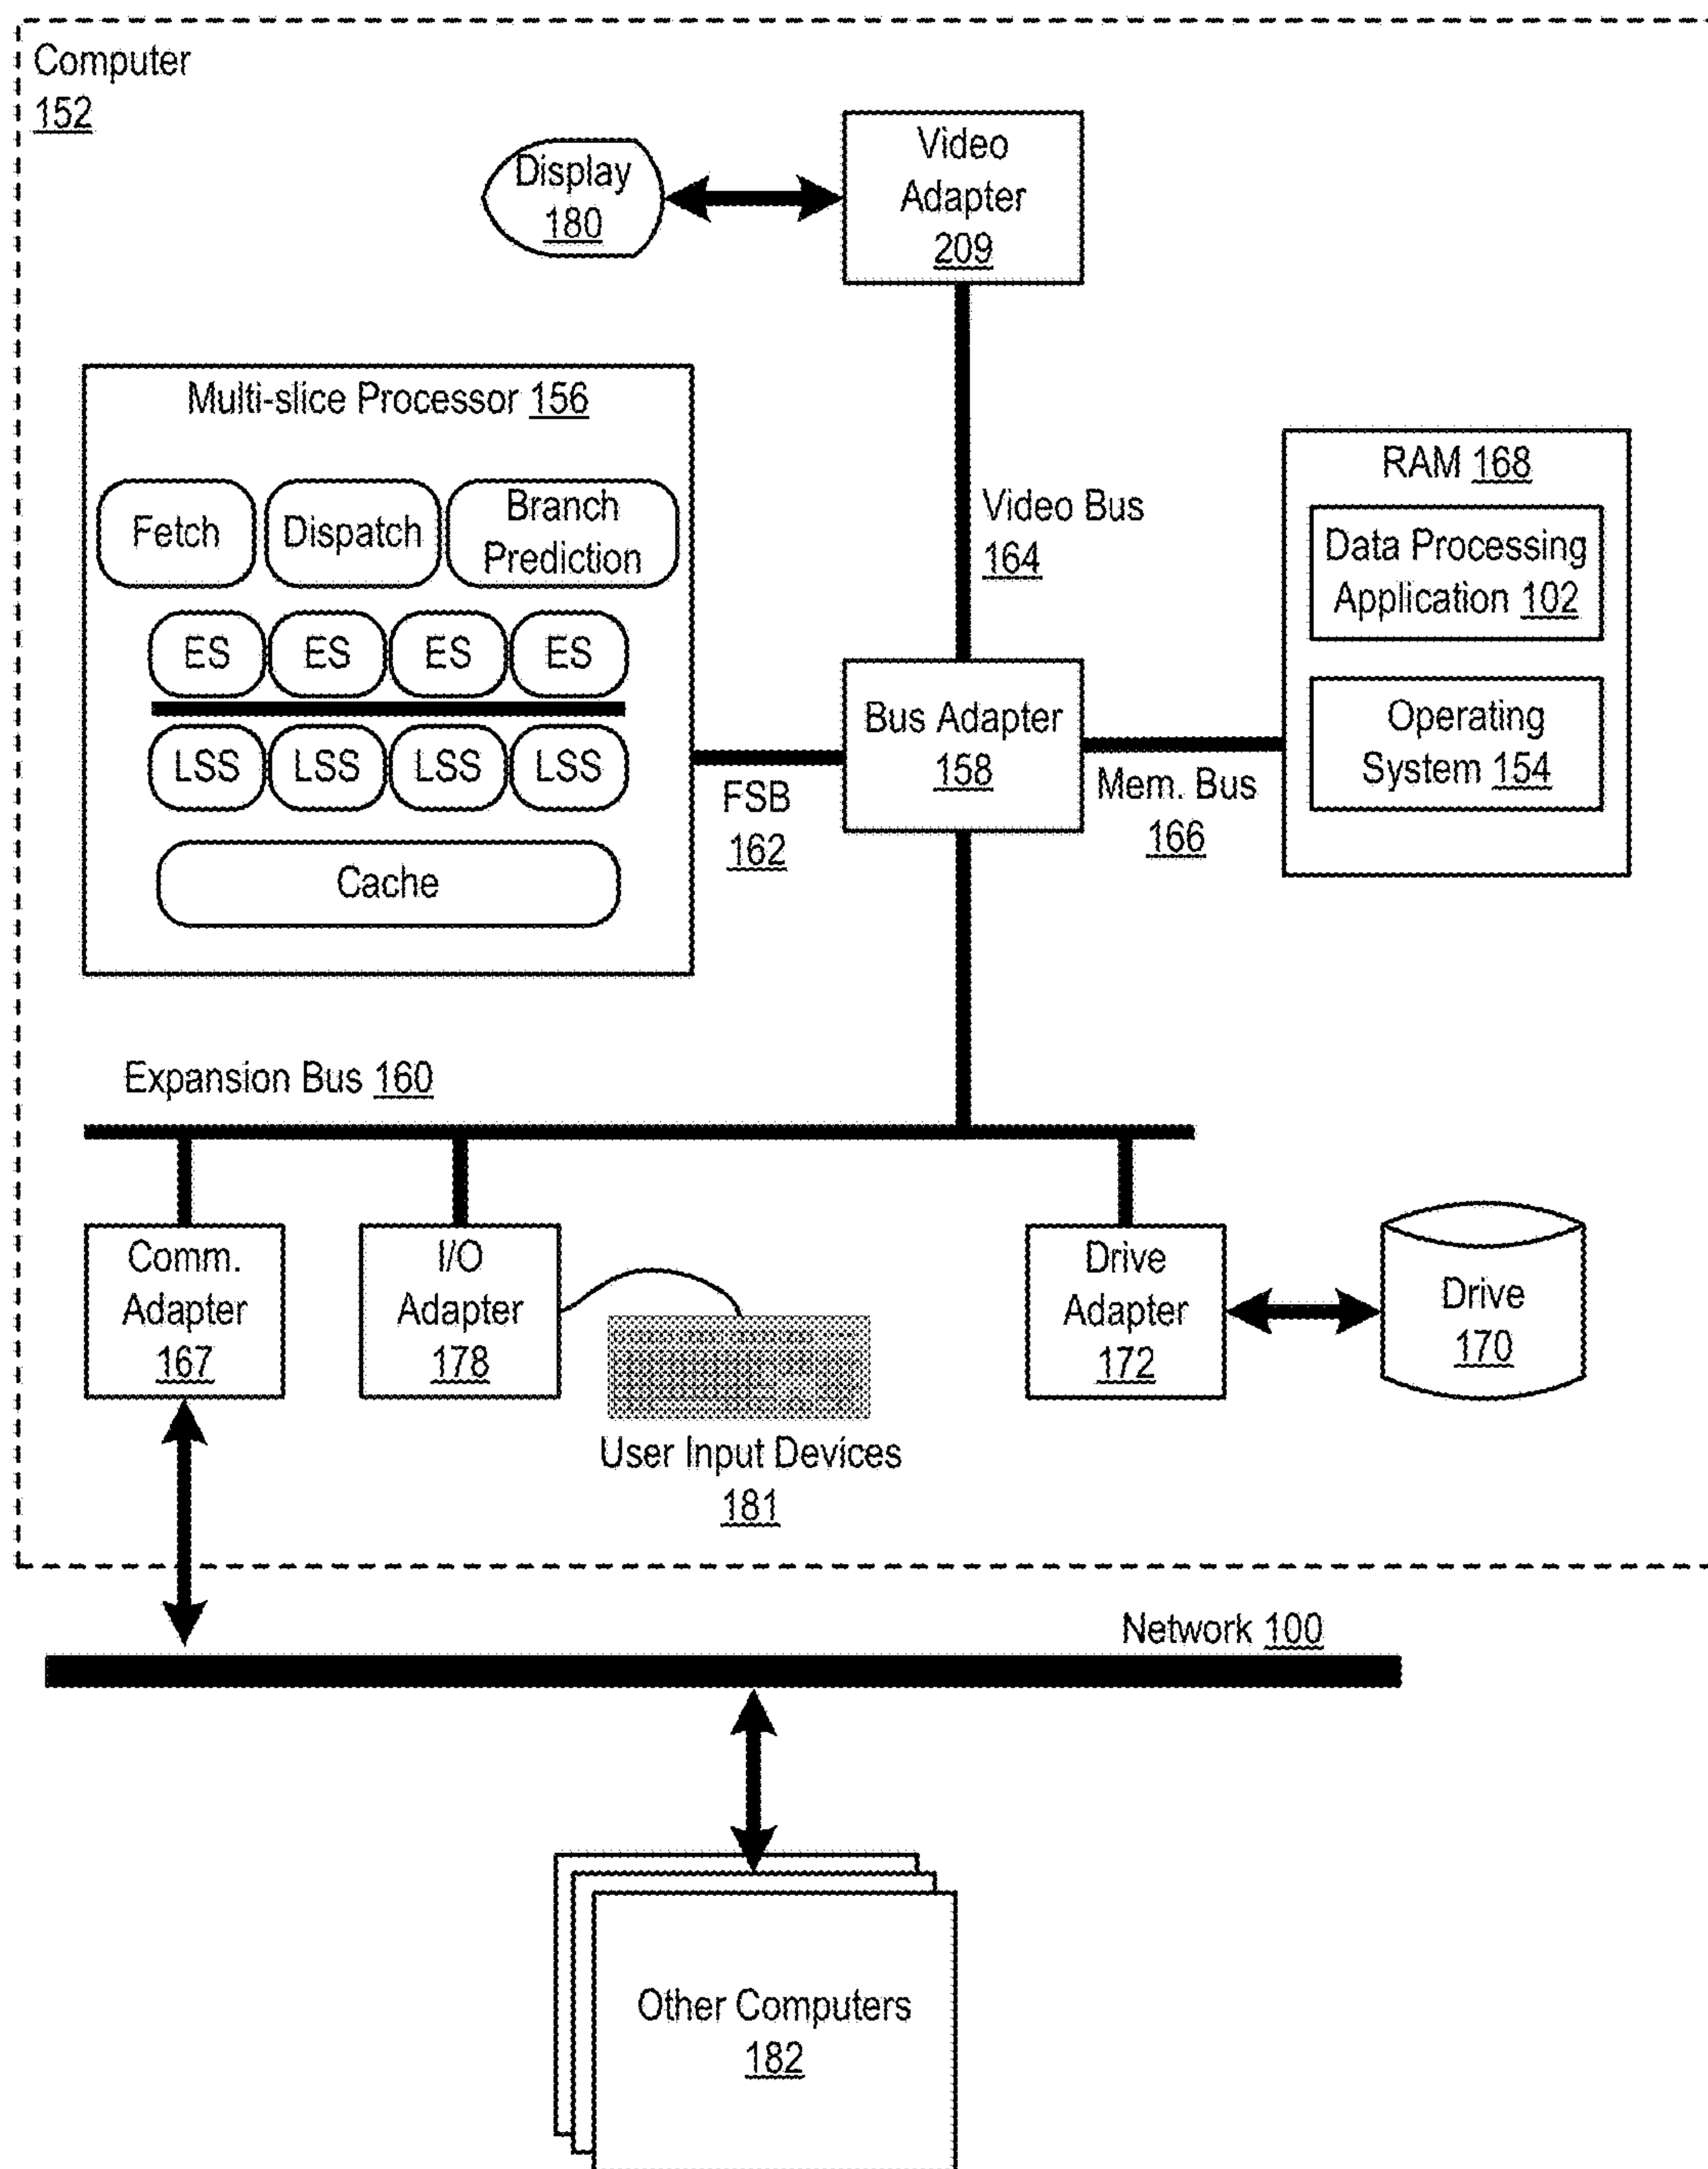 Computer
152
Display
180
Video
Adapter
209
Multi-slice Processor 156
Fetch
Dispatch
Branch
Prediction
ES
ES
ES
ES
LSS
LSS
LSS
LSS
Cache
Video Bus
164
RAM 168
Data Processing
Application 102
Operating
System 154
Bus Adapter
158
FSB
162
Mem. Bus
166
Expansion Bus 160
Comm.
Adapter
167
I/O
Adapter
178
User Input Devices
181
Drive
Adapter
172
Drive
170
Network 100
Other Computers
182